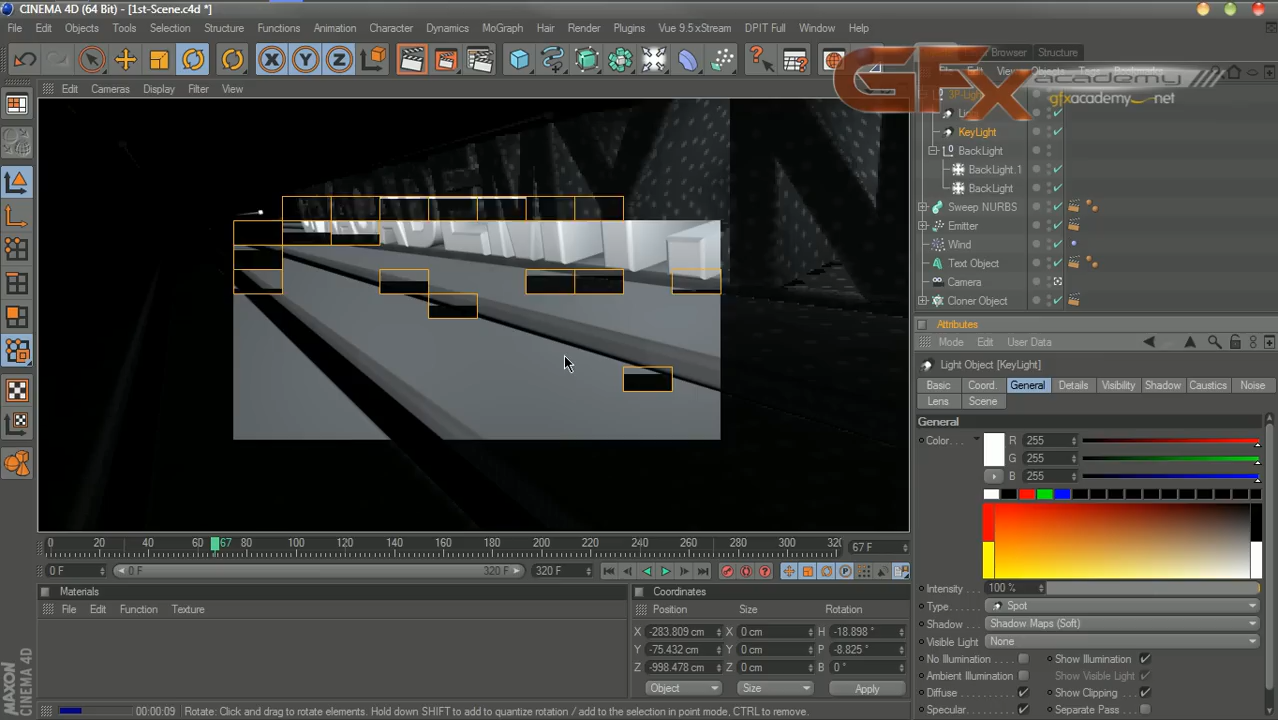 CINEMA 4D (64 Bit) - [1st-Scene.c4d *]
File Edit Objects Tools Selection Structure Functions Animation Character Dynamics MoGraph Hair Render Plugins Vue 9.5 xStream DPIT Full Window Help
X Y Z
Browser Structure
GFX academy
gfxacademy.net
Edit Cameras Display Filter View
KeyLight
BackLight
BackLight.1
BackLight
Sweep NURBS
Emitter
Wind
Text Object
Camera
Cloner Object
Attributes
Mode Edit User Data
Light Object [KeyLight]
Basic Coord. General Details Visibility Shadow Caustics Noise
Lens Scene
General
Color . . . R 255
G 255
B 255
Intensity 100 %
Type . . . Spot
Shadow . . Shadow Maps (Soft)
Visible Light None
No Illumination . . . . Show Illumination
Ambient Illumination Show Visible Light
Diffuse . . . . . . . Show Clipping . . .
Specular . . . . . . Separate Pass . . .
0 20 40 67 80 100 120 140 160 180 200 220 240 260 280 300 32( 67 F
0 F 0 F 320 F 320 F
Materials
File Edit Function Texture
Coordinates
Position Size Rotation
X -283.809 cm X 0 cm H -18.898 °
Y -75.432 cm Y 0 cm P -8.825 °
Z -998.478 cm Z 0 cm B 0 °
Object Size Apply
MAXON CINEMA 4D
00:00:09 Rotate: Click and drag to rotate elements. Hold down SHIFT to add to quantize rotation / add to the selection in point mode, CTRL to remove.